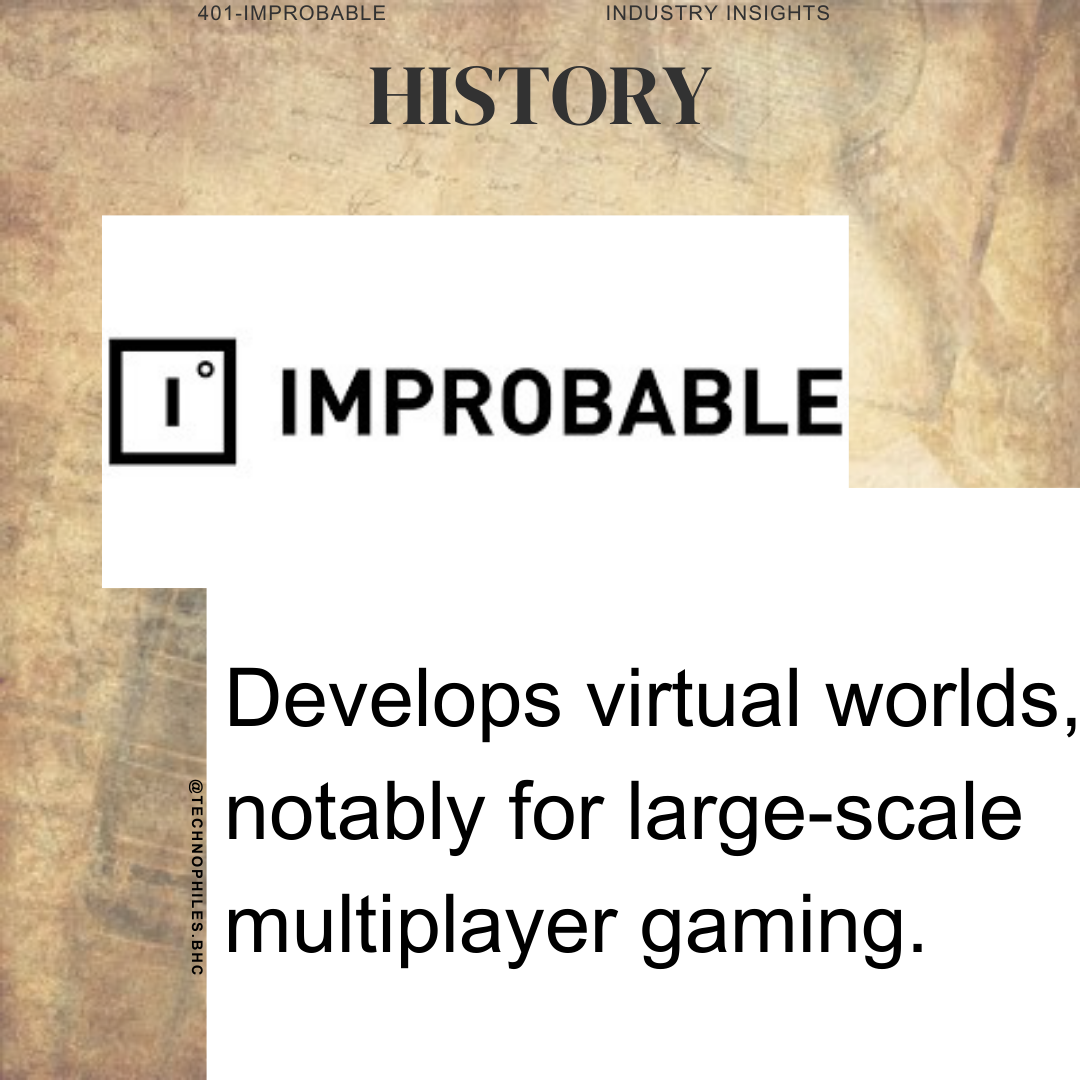 401-IMPROBABLE
INDUSTRY INSIGHTS
HISTORY
I° IMPROBABLE
Develops virtual worlds,
notably for large-scale
multiplayer gaming.
@TECHNOPHILES.BHC